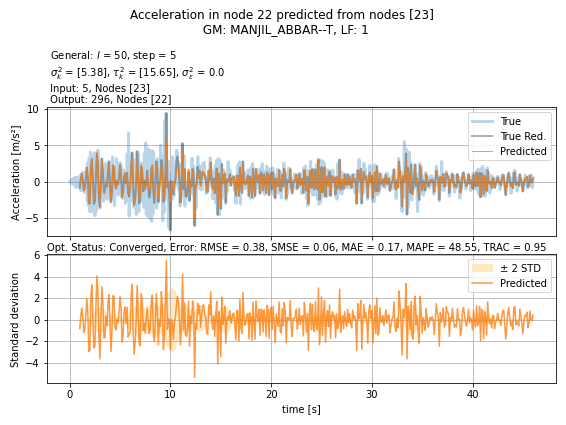 Acceleration in node 22 predicted from nodes [23]
GM: MANJIL_ABBAR--T, LF: 1
General: l = 50, step = 5
σ²ₖ = [5.38], τ²ₖ = [15.65], σ²ε = 0.0
Input: 5, Nodes [23]
Output: 296, Nodes [22]
Acceleration [m/s²]
10
5
0
−5
True
True Red.
Predicted
Opt. Status: Converged, Error: RMSE = 0.38, SMSE = 0.06, MAE = 0.17, MAPE = 48.55, TRAC = 0.95
Standard deviation
6
4
2
0
−2
−4
± 2 STD
Predicted
0
10
20
30
40
time [s]